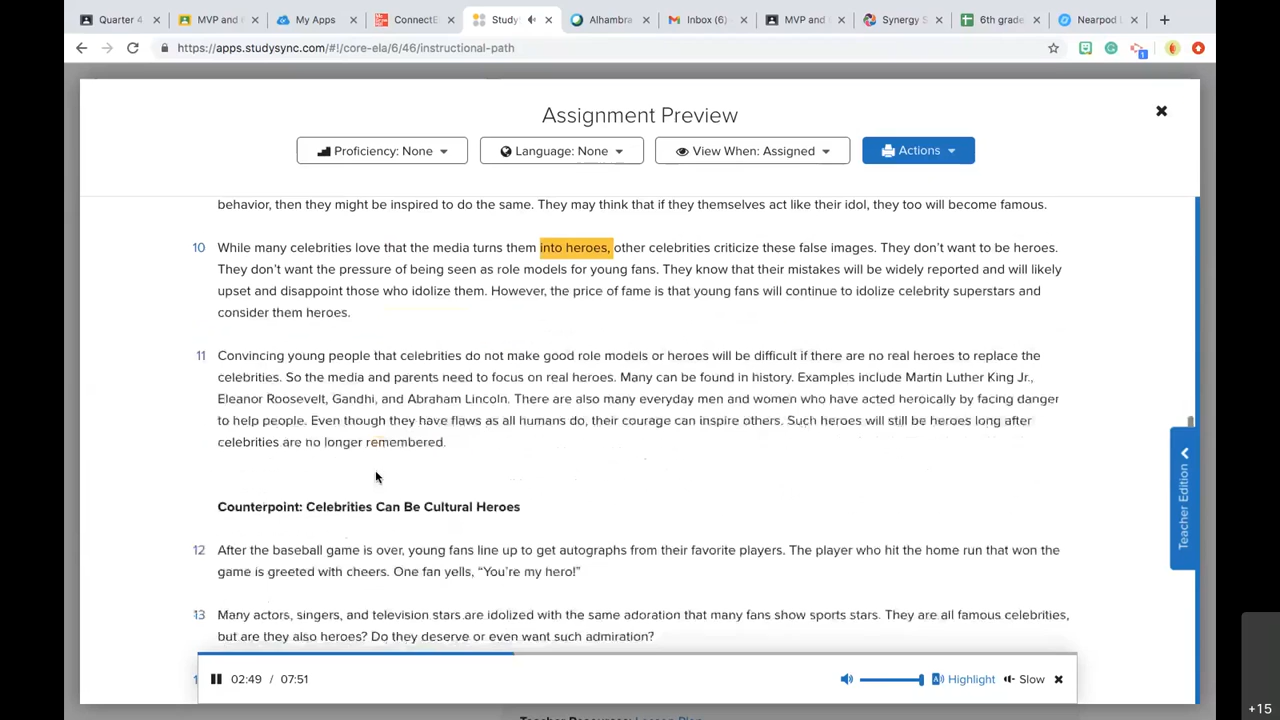 Quarter 4
MVP and
My Apps
ConnectE
Study
Alhambra
Inbox (6)
MVP and
Synergy S
6th grade
Nearpod L
https://apps.studysync.com/#!/core-ela/6/46/instructional-path
1
Assignment Preview
Proficiency: None
Language: None
View When: Assigned
Actions
behavior, then they might be inspired to do the same. They may think that if they themselves act like their idol, they too will become famous.
10 While many celebrities love that the media turns them into heroes, other celebrities criticize these false images. They don't want to be heroes.
They don't want the pressure of being seen as role models for young fans. They know that their mistakes will be widely reported and will likely
upset and disappoint those who idolize them. However, the price of fame is that young fans will continue to idolize celebrity superstars and
consider them heroes.
11 Convincing young people that celebrities do not make good role models or heroes will be difficult if there are no real heroes to replace the
celebrities. So the media and parents need to focus on real heroes. Many can be found in history. Examples include Martin Luther King Jr.,
Eleanor Roosevelt, Gandhi, and Abraham Lincoln. There are also many everyday men and women who have acted heroically by facing danger
to help people. Even though they have flaws as all humans do, their courage can inspire others. Such heroes will still be heroes long after
celebrities are no longer remembered.
Teacher Edition
Counterpoint: Celebrities Can Be Cultural Heroes
12 After the baseball game is over, young fans line up to get autographs from their favorite players. The player who hit the home run that won the
game is greeted with cheers. One fan yells, “You're my hero!”
13 Many actors, singers, and television stars are idolized with the same adoration that many fans show sports stars. They are all famous celebrities,
but are they also heroes? Do they deserve or even want such admiration?
02:49 / 07:51
Highlight
Slow
+15